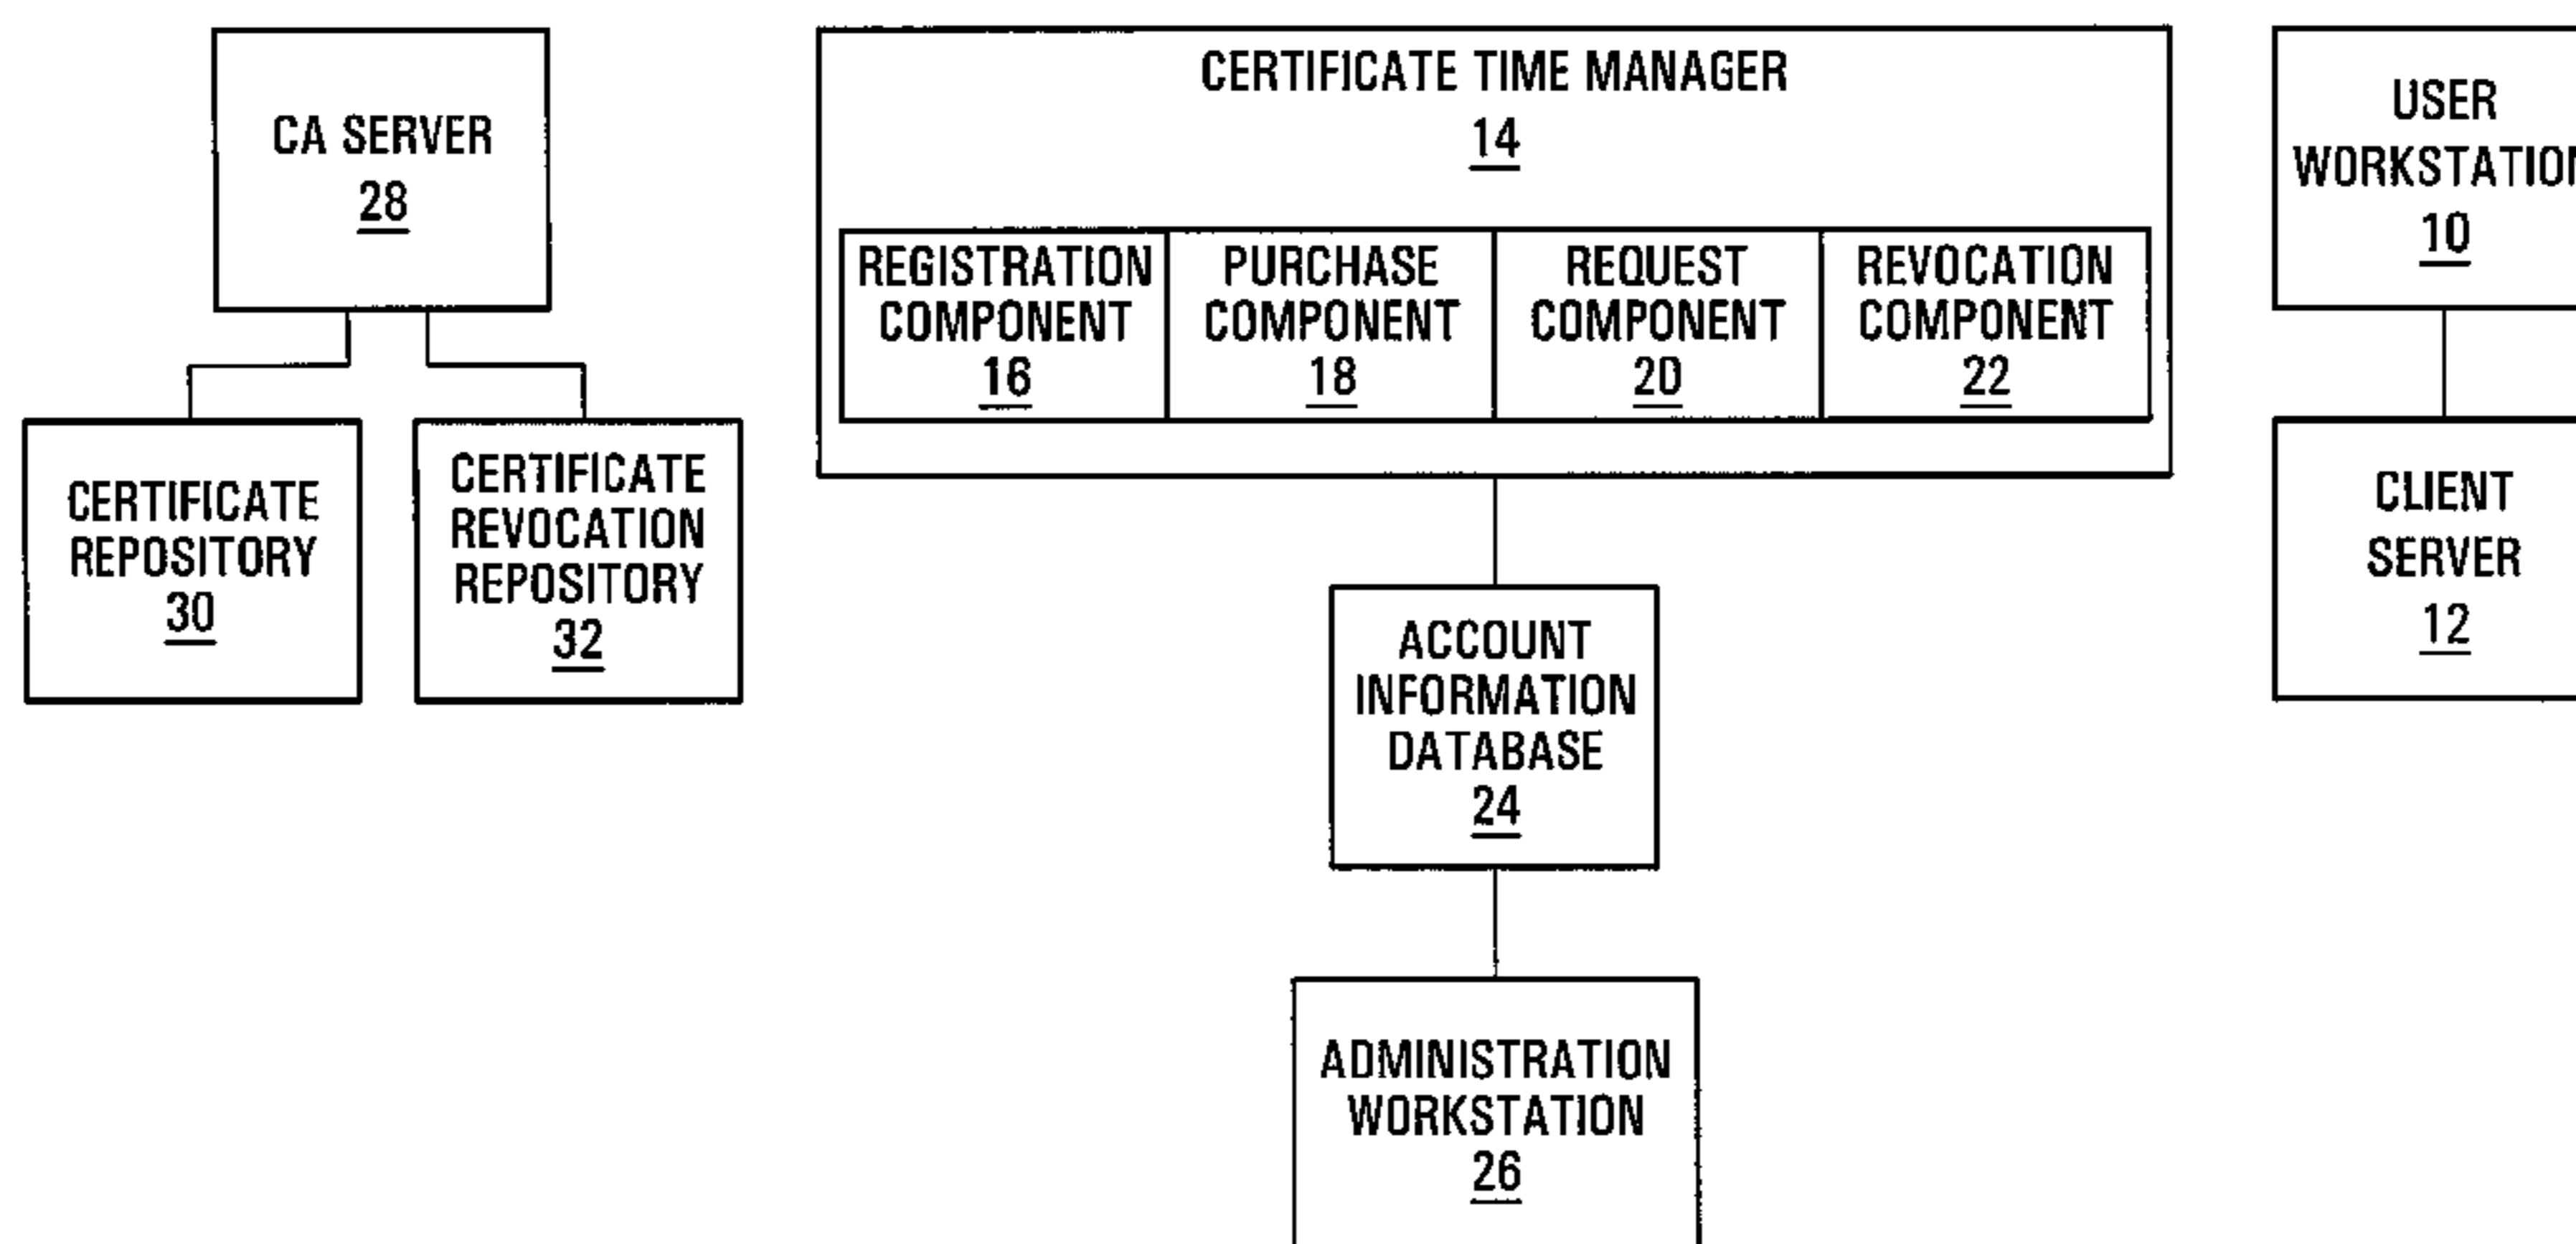 CA SERVER
28
CERTIFICATE
REPOSITORY
30
CERTIFICATE
REVOCATION
REPOSITORY
32
CERTIFICATE TIME MANAGER
14
REGISTRATION
COMPONENT
16
PURCHASE
COMPONENT
18
REQUEST
COMPONENT
20
REVOCATION
COMPONENT
22
ACCOUNT
INFORMATION
DATABASE
24
ADMINISTRATION
WORKSTATION
26
USER
WORKSTATION
10
CLIENT
SERVER
12